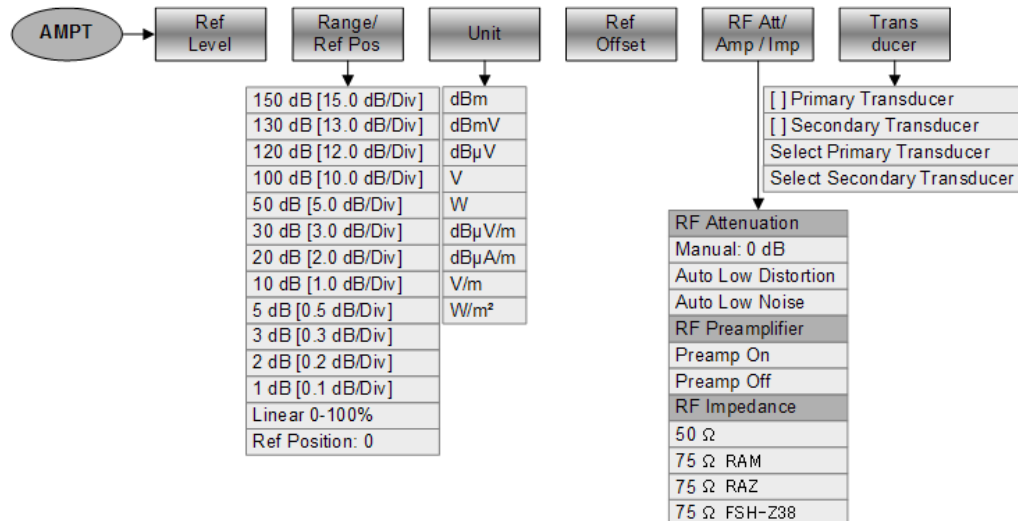 AMPT
Ref
Level
Range/
Ref Pos
Unit
Ref
Offset
RF Att/
Amp / Imp
Trans
ducer
150 dB [15.0 dB/Div]
130 dB [13.0 dB/Div]
120 dB [12.0 dB/Div]
100 dB [10.0 dB/Div]
50 dB [5.0 dB/Div]
30 dB [3.0 dB/Div]
20 dB [2.0 dB/Div]
10 dB [1.0 dB/Div]
5 dB [0.5 dB/Div]
3 dB [0.3 dB/Div]
2 dB [0.2 dB/Div]
1 dB [0.1 dB/Div]
Linear 0-100%
Ref Position: 0
dBm
dBmV
dBµV
V
W
dBµV/m
dBµA/m
V/m
W/m²
[ ] Primary Transducer
[ ] Secondary Transducer
Select Primary Transducer
Select Secondary Transducer
RF Attenuation
Manual: 0 dB
Auto Low Distortion
Auto Low Noise
RF Preamplifier
Preamp On
Preamp Off
RF Impedance
50 Ω
75 Ω RAM
75 Ω RAZ
75 Ω FSH-Z38